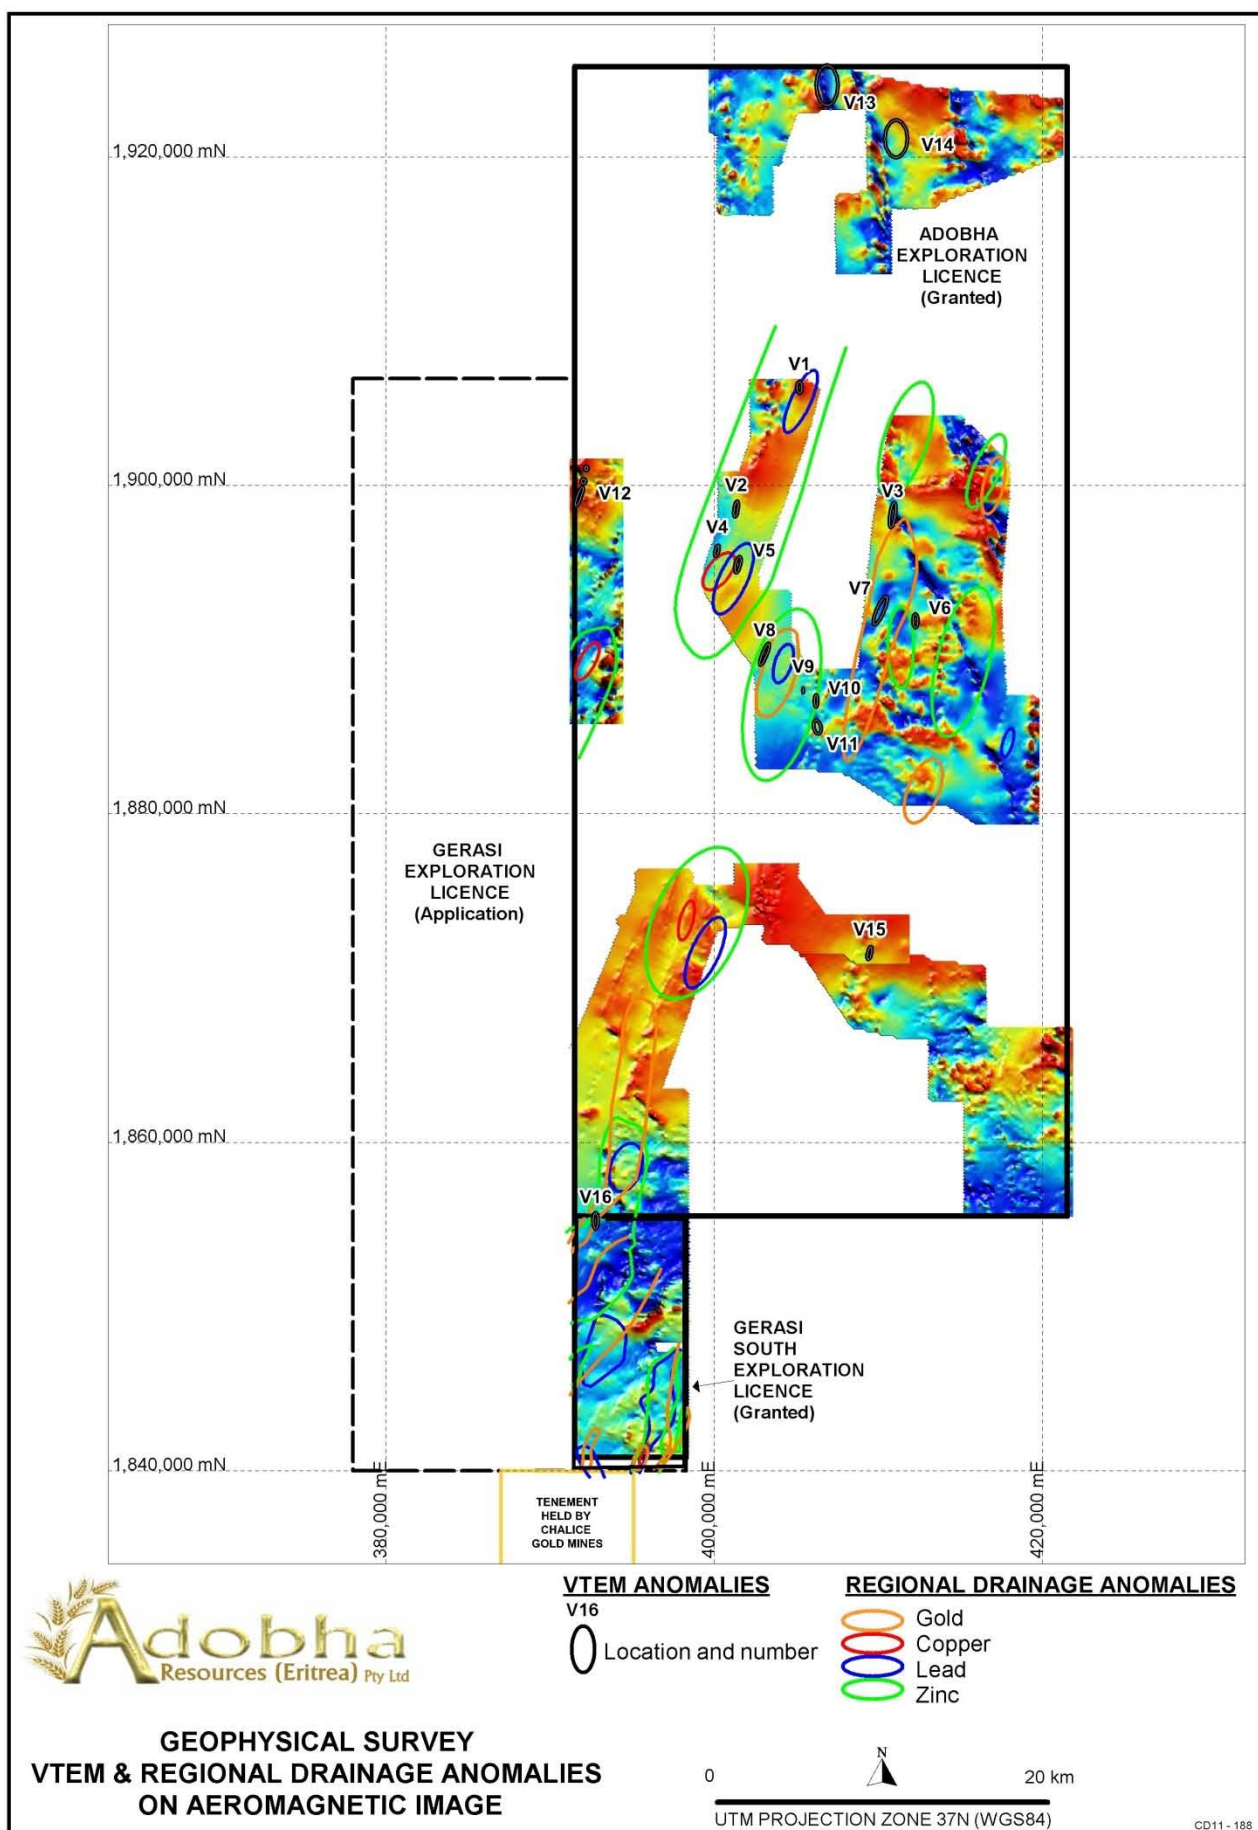 V13
1,920,000 mN
V14
ADOBHA
EXPLORATION
LICENCE
(Granted)
V1
1,900,000 mN
V12
V2
V3
V4
V5
V7
V6
V8
V9
V10
V11
1,880,000 mN
GERASI
EXPLORATION
LICENCE
(Application)
V15
1,860,000 mN
V16
GERASI
SOUTH
EXPLORATION
LICENCE
(Granted)
1,840,000 mN
380,000 mE
400,000 mE
420,000 mE
TENEMENT
HELD BY
CHALICE
GOLD MINES
Adobha
Resources (Eritrea) Pty Ltd
VTEM ANOMALIES
V16
Location and number
REGIONAL DRAINAGE ANOMALIES
Gold
Copper
Lead
Zinc
GEOPHYSICAL SURVEY
VTEM & REGIONAL DRAINAGE ANOMALIES
ON AEROMAGNETIC IMAGE
N
0 20 km
UTM PROJECTION ZONE 37N (WGS84)
CD11 - 188